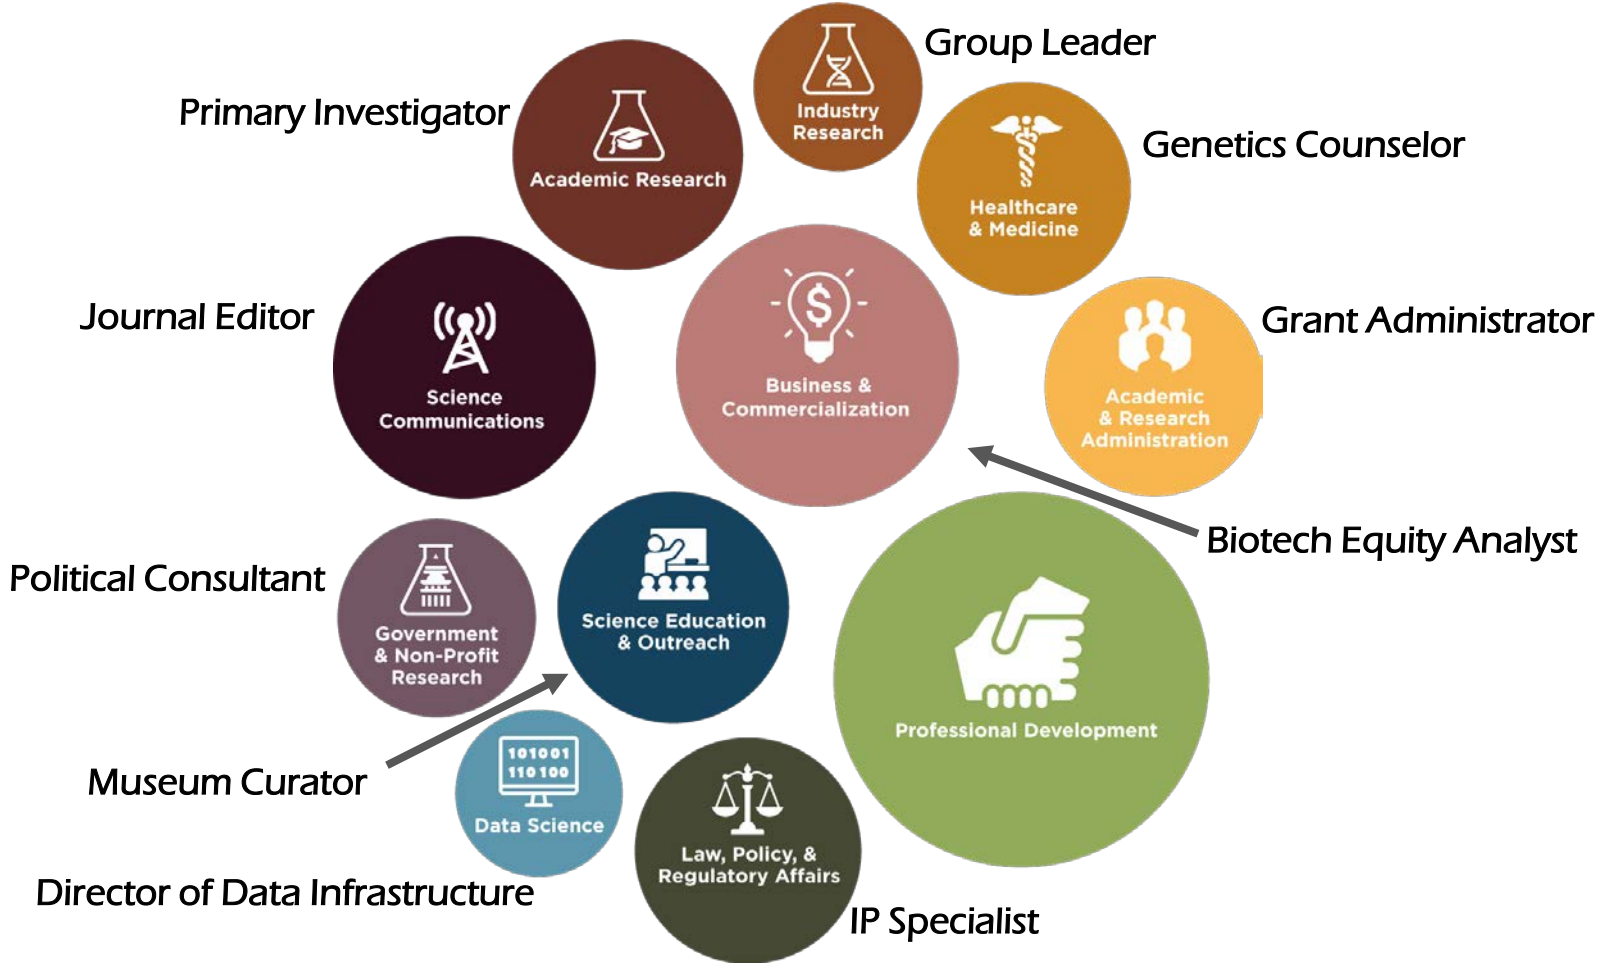 Group Leader
Primary Investigator
Industry
Research
Genetics Counselor
Academic Research
Healthcare
& Medicine
Journal Editor
Grant Administrator
Science
Communications
Business &
Commercialization
Academic
& Research
Administration
Biotech Equity Analyst
Political Consultant
Government
& Non-Profit
Research
Science Education
& Outreach
Professional Development
Museum Curator
101001
110100
Data Science
Law, Policy, &
Regulatory Affairs
Director of Data Infrastructure
IP Specialist